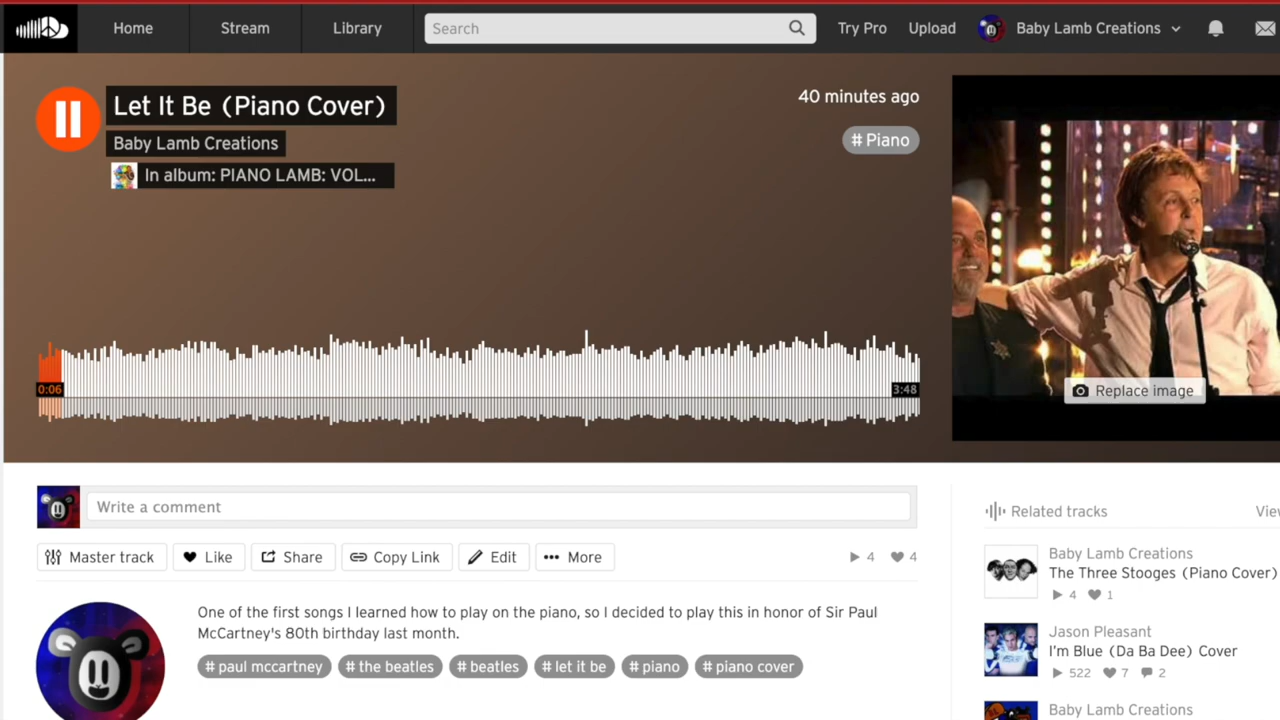 Home
Stream
Library
Search
Try Pro
Upload
Baby Lamb Creations
Let It Be (Piano Cover)
Baby Lamb Creations
In album: PIANO LAMB: VOL...
40 minutes ago
# Piano
0:06
3:48
Replace image
Write a comment
Master track
Like
Share
Copy Link
Edit
More
4
4
One of the first songs I learned how to play on the piano, so I decided to play this in honor of Sir Paul
McCartney's 80th birthday last month.
# paul mccartney
# the beatles
# beatles
# let it be
# piano
# piano cover
Related tracks
View
Baby Lamb Creations
The Three Stooges (Piano Cover)
4
1
Jason Pleasant
I'm Blue (Da Ba Dee) Cover
522
7
2
Baby Lamb Creations